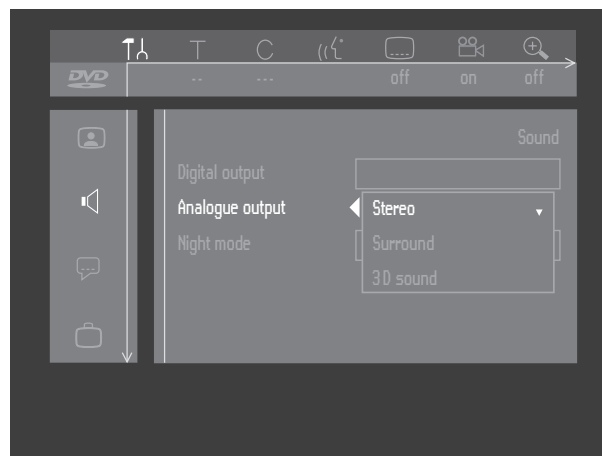 T C
DVD -- --- off on off
Sound
Digital output
Analogue output Stereo
Night mode Surround
3D sound